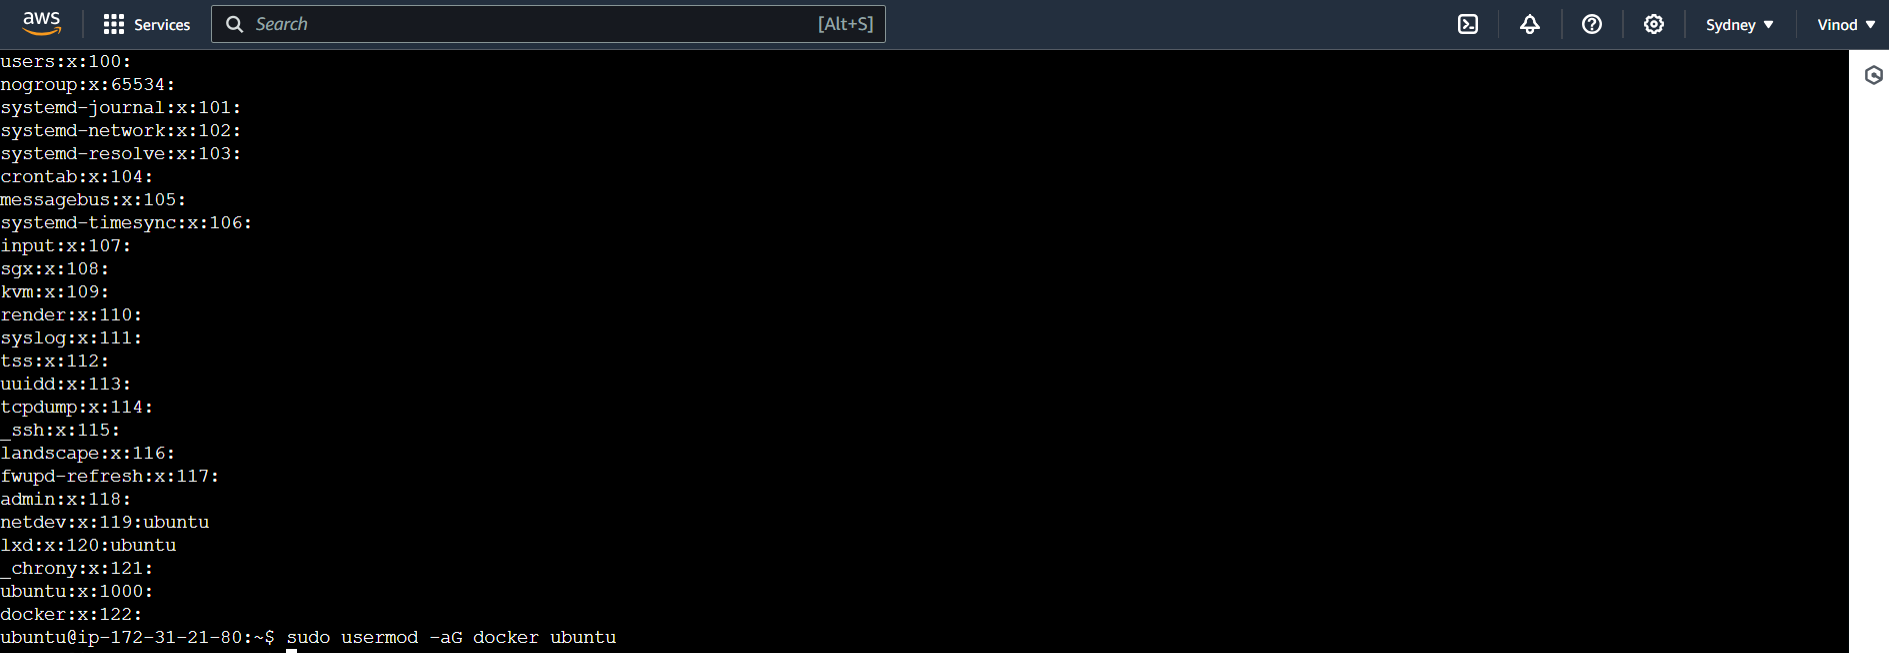 aws Services Search [Alt+S] Sydney Vinod
users:x:100:
nogroup:x:65534:
systemd-journal:x:101:
systemd-network:x:102:
systemd-resolve:x:103:
crontab:x:104:
messagebus:x:105:
systemd-timesync:x:106:
input:x:107:
sgx:x:108:
kvm:x:109:
render:x:110:
syslog:x:111:
tss:x:112:
uuidd:x:113:
tcpdump:x:114:
_ssh:x:115:
landscape:x:116:
fwupd-refresh:x:117:
admin:x:118:
netdev:x:119:ubuntu
lxd:x:120:ubuntu
_chrony:x:121:
ubuntu:x:1000:
docker:x:122:
ubuntu@ip-172-31-21-80:~$ sudo usermod -aG docker ubuntu